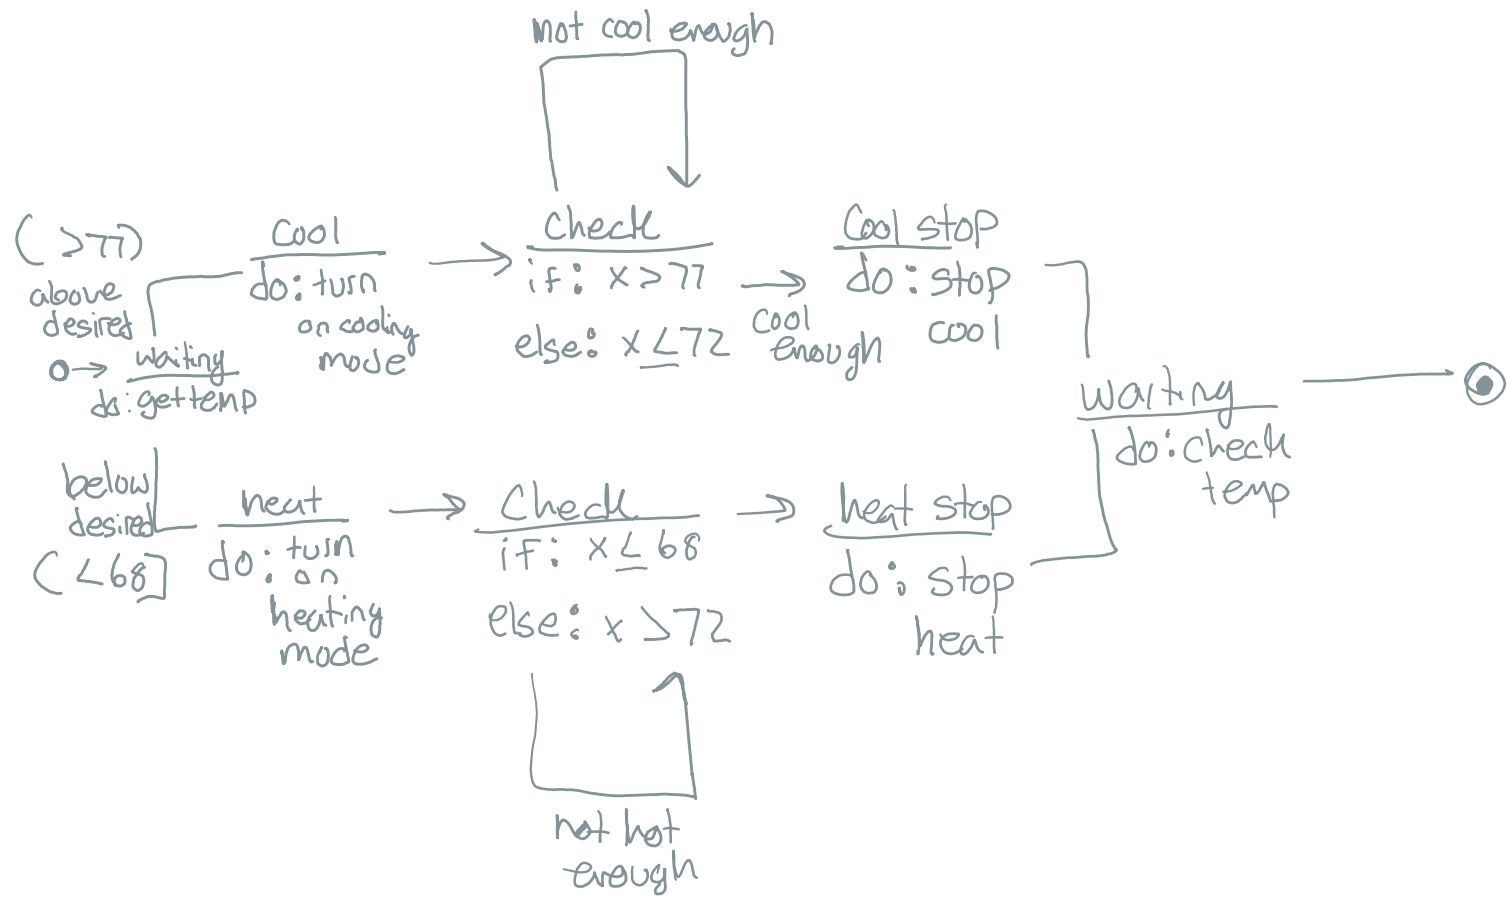 not cool enough
(>77)
above
desired
waiting
do: get temp
below
desired
(<68]
Cool
do: turn
on cooling
mode
Check
if: x>77
else: x≤72
cool
enough
Cool stop
do: stop
cool
heat
do: turn
on
heating
mode
Check
if: x≤68
else: x>72
not hot
enough
heat stop
do: stop
heat
waiting
do: check
temp